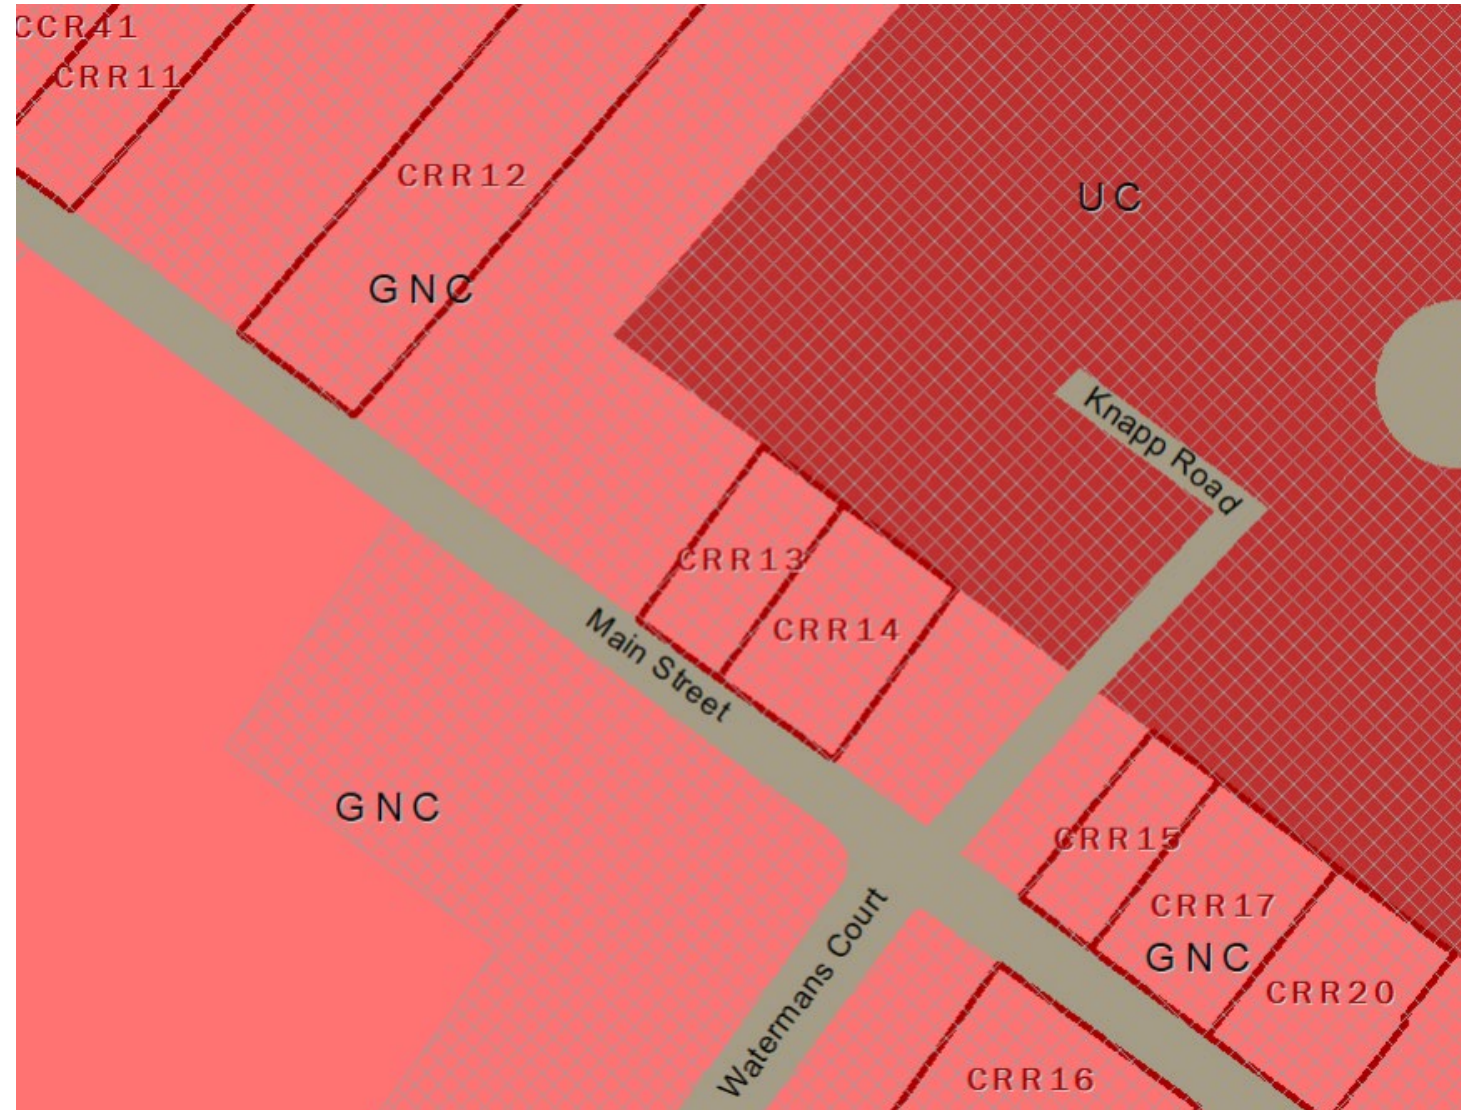 CCR41
CRR11
CRR12
UC
GNC
Knapp Road
CRR13
CRR14
Main Street
GNC
CRR15
CRR17
GNC
Watermans Court
CRR20
CRR16